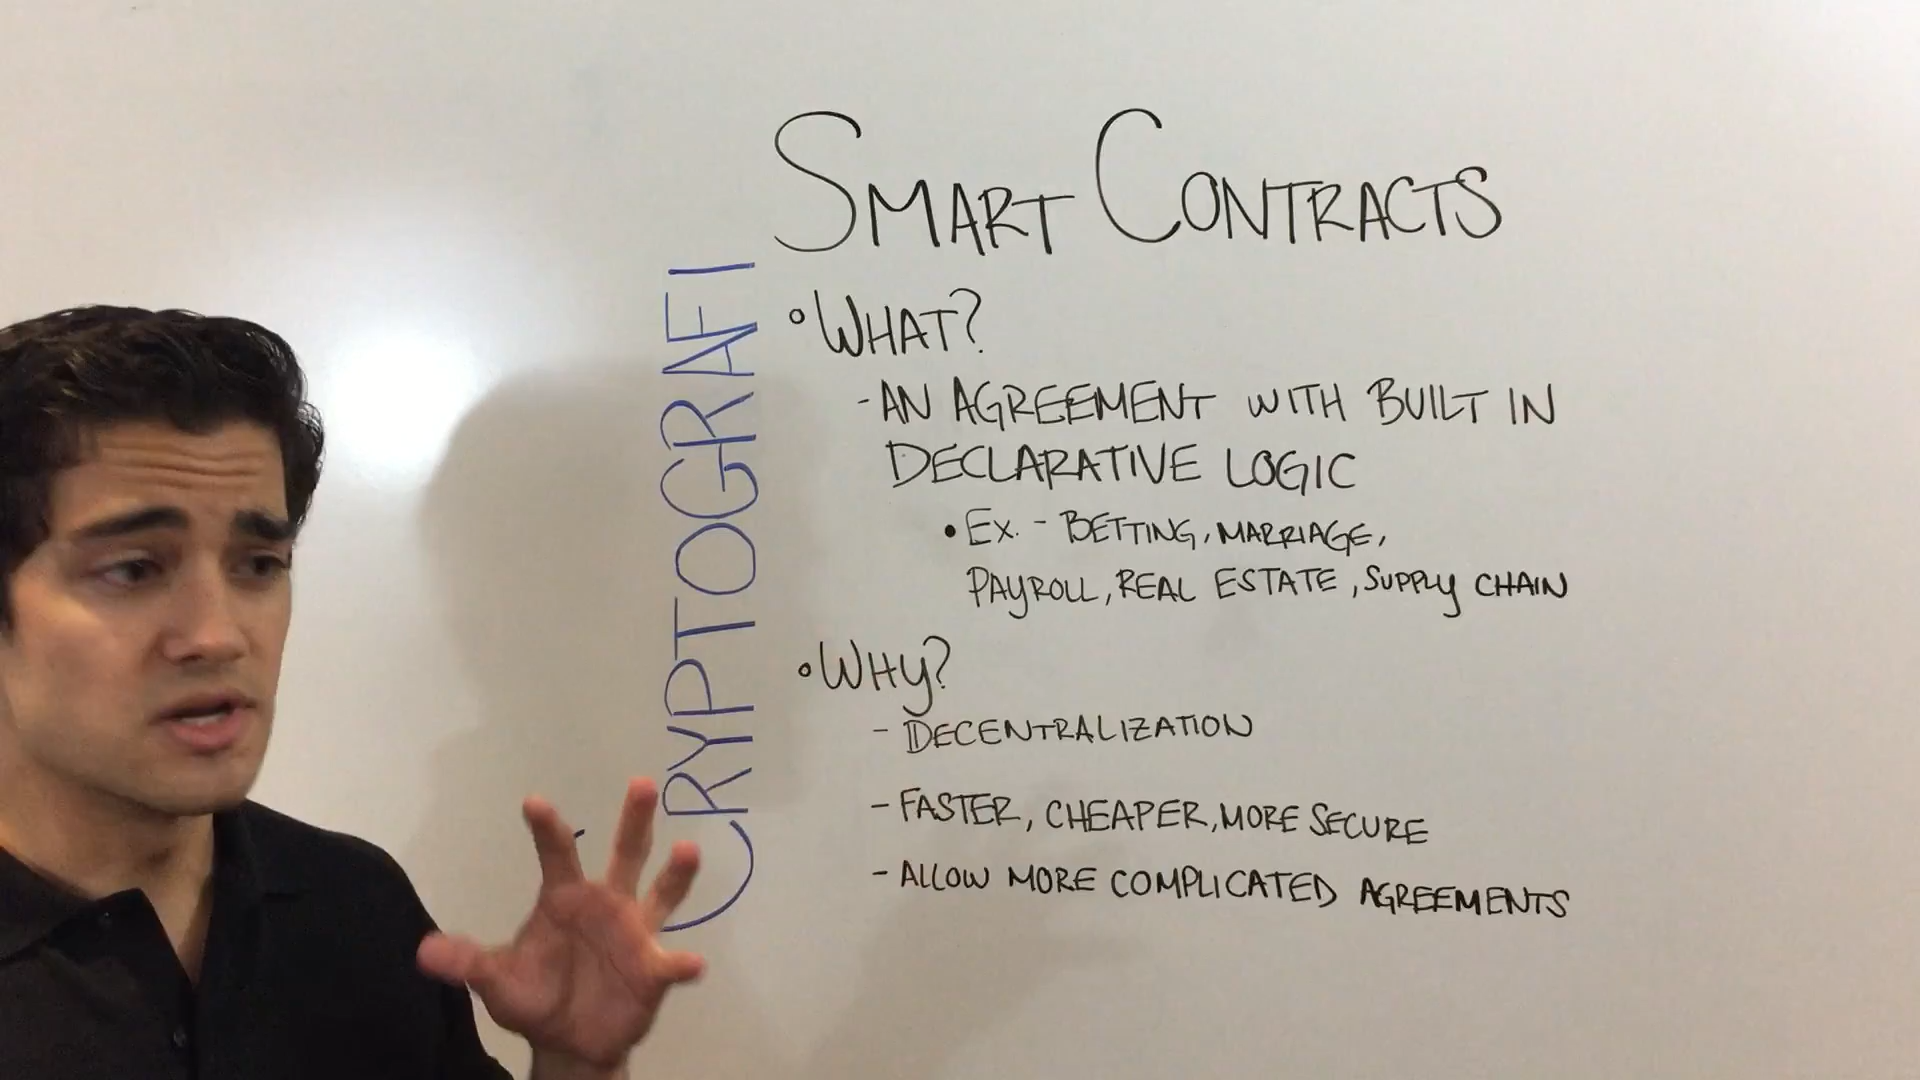 SMART CONTRACTS
CRYPTOGRAFI
• WHAT?
- AN AGREEMENT WITH BUILT IN
DECLARATIVE LOGIC
• EX. - BETTING, MARRIAGE,
PAYROLL, REAL ESTATE, SUPPLY CHAIN
• WHY?
- DECENTRALIZATION
- FASTER, CHEAPER, MORE SECURE
- ALLOW MORE COMPLICATED AGREEMENTS